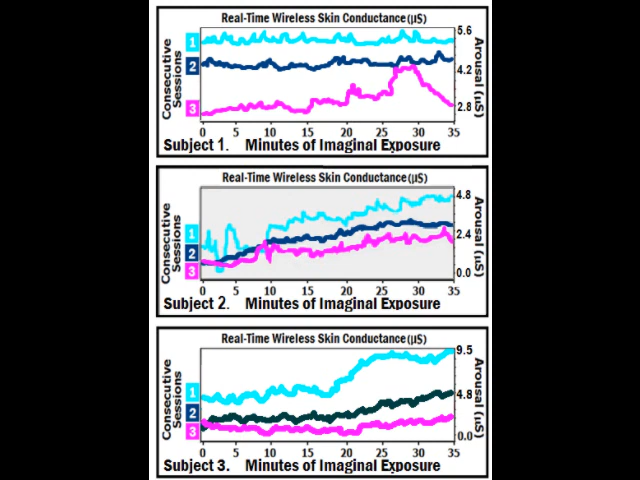 Real-Time Wireless Skin Conductance (µS)
Consecutive Sessions
1
2
3
5.6
4.2
2.8
Arousal (uS)
0 5 10 15 20 25 30 35
Subject 1. Minutes of Imaginal Exposure
Real-Time Wireless Skin Conductance (µS)
Consecutive Sessions
1
2
3
4.8
2.4
0.0
Arousal (uS)
0 5 10 15 20 25 30 35
Subject 2. Minutes of Imaginal Exposure
Real-Time Wireless Skin Conductance (µS)
Consecutive Sessions
1
2
3
9.5
4.8
0.0
Arousal (uS)
0 5 10 15 20 25 30 35
Subject 3. Minutes of Imaginal Exposure